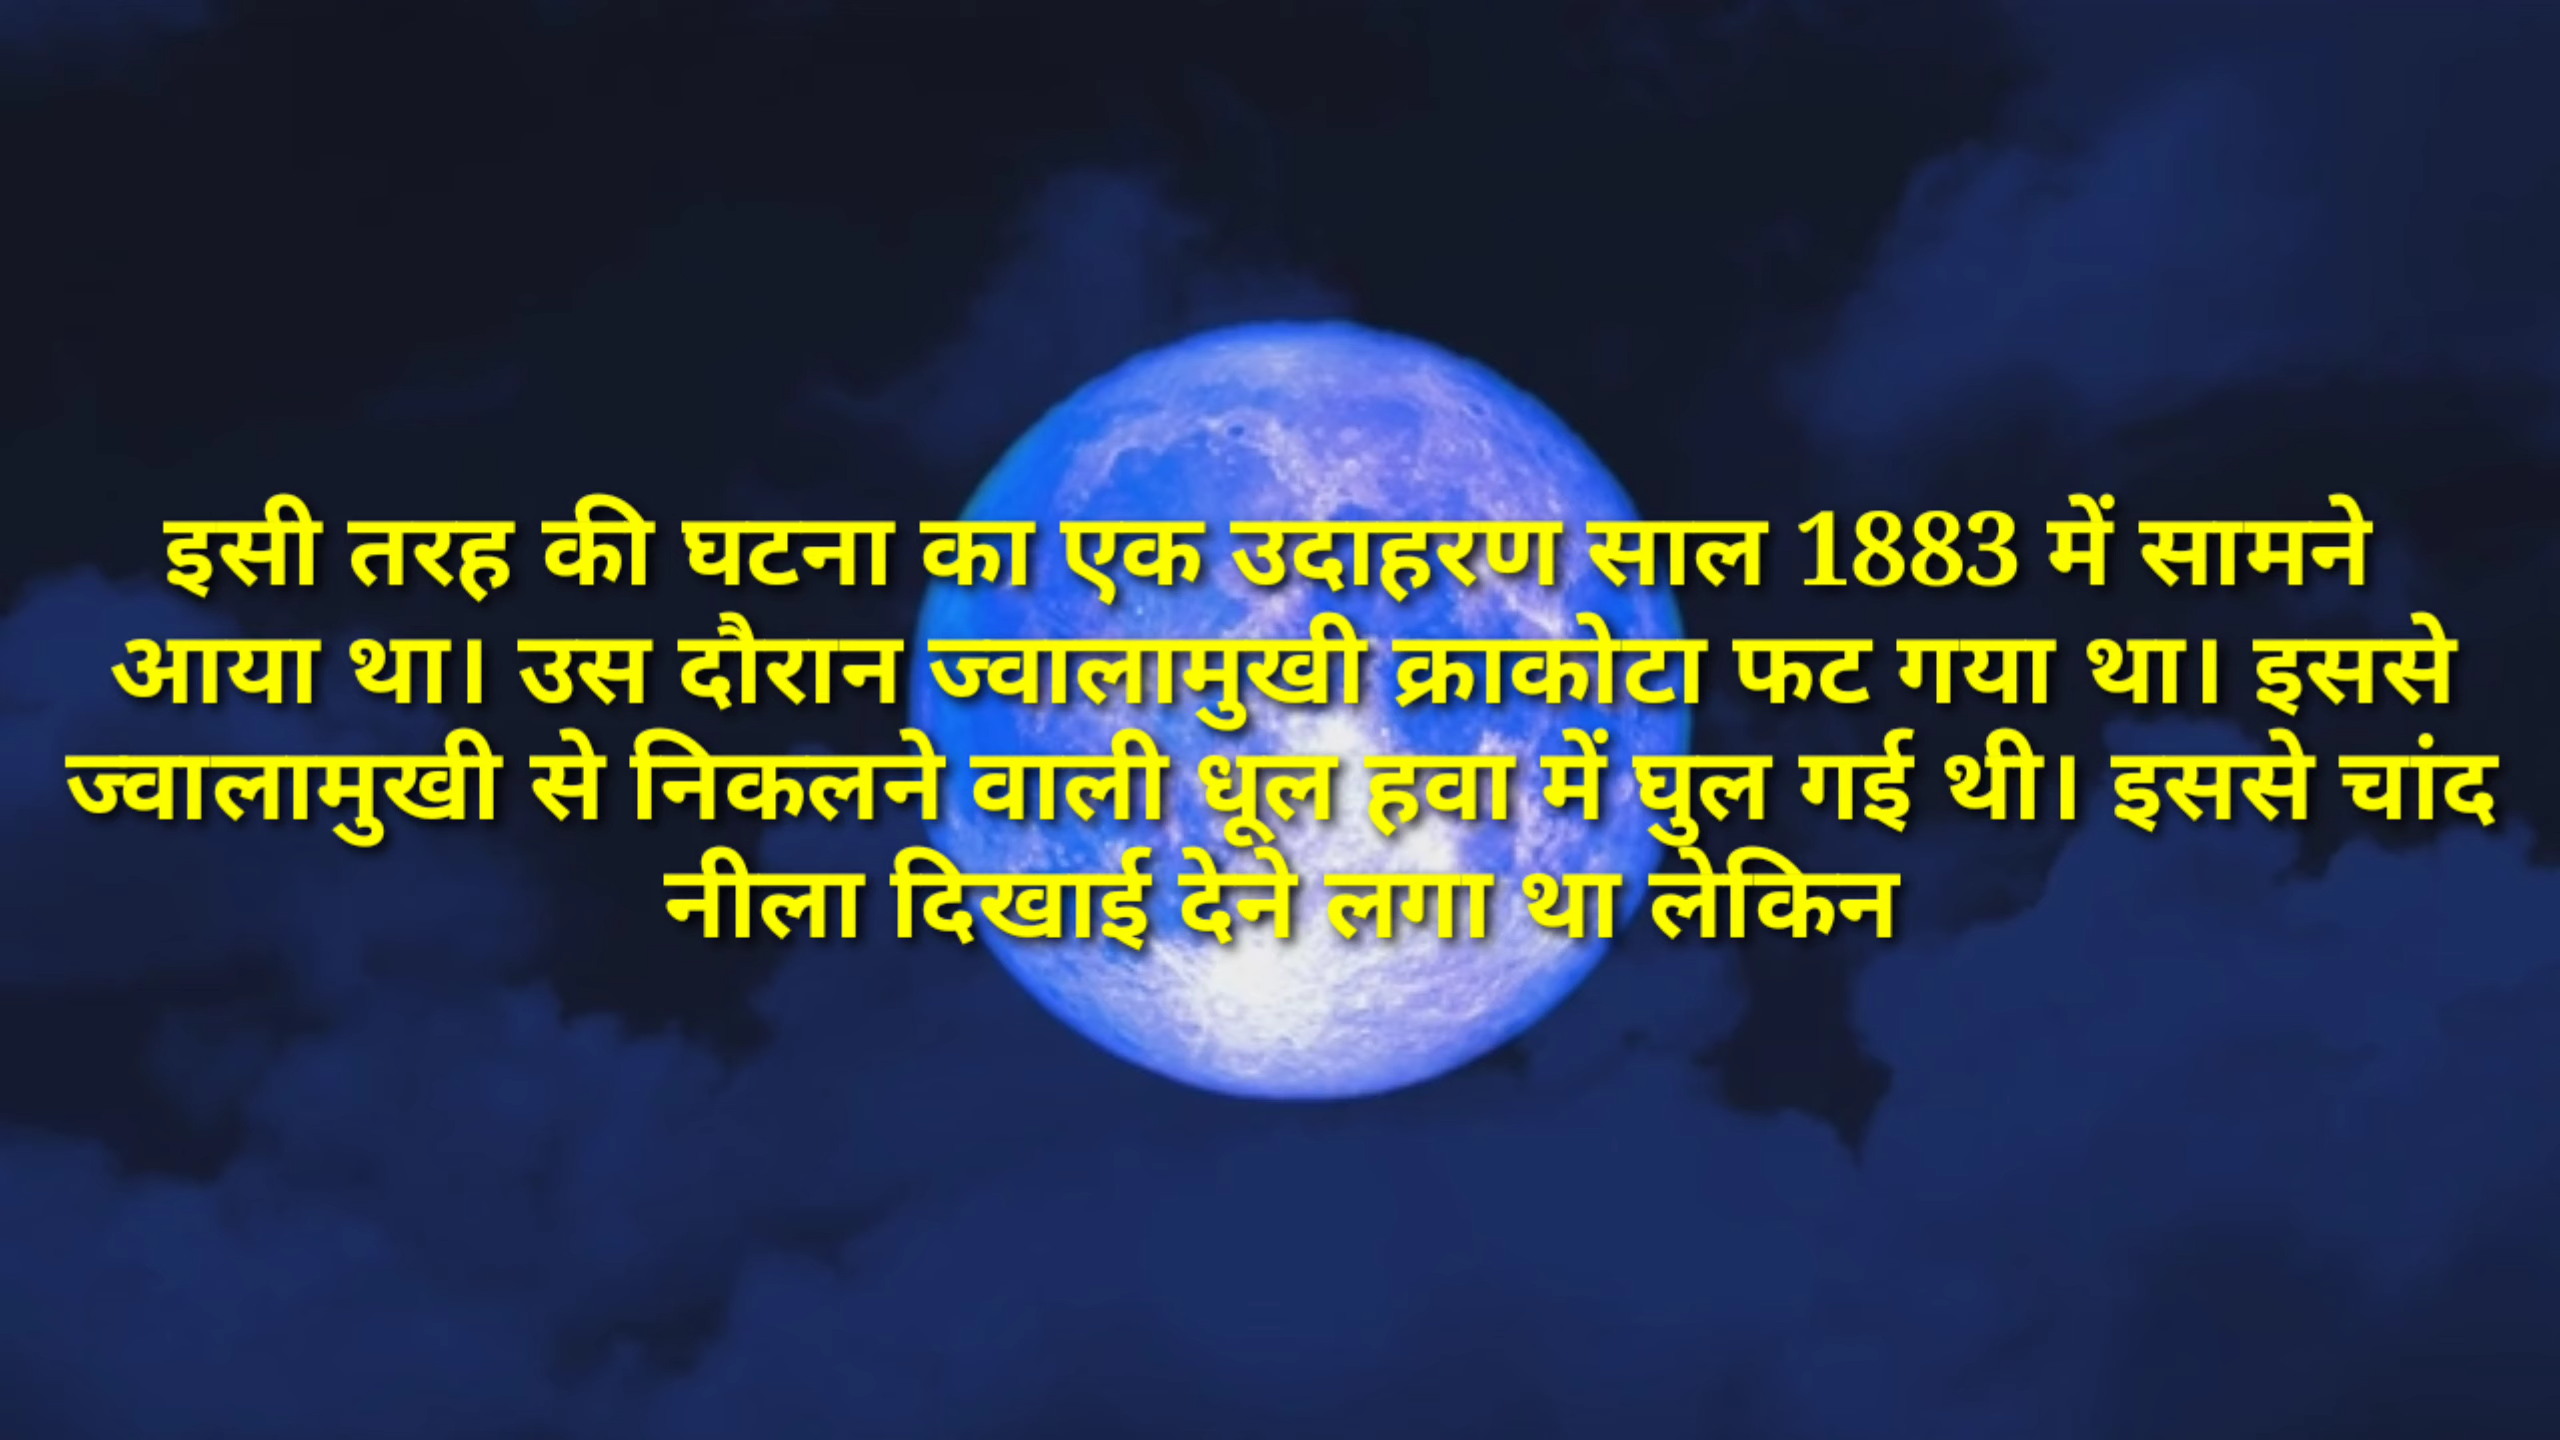 इसी तरह की घटना का एक उदाहरण साल 1883 में सामने
आया था। उस दौरान ज्वालामुखी क्राकोटा फट गया था। इससे
ज्वालामुखी से निकलने वाली धूल हवा में घुल गई थी। इससे चांद
नीला दिखाई देने लगा था लेकिन